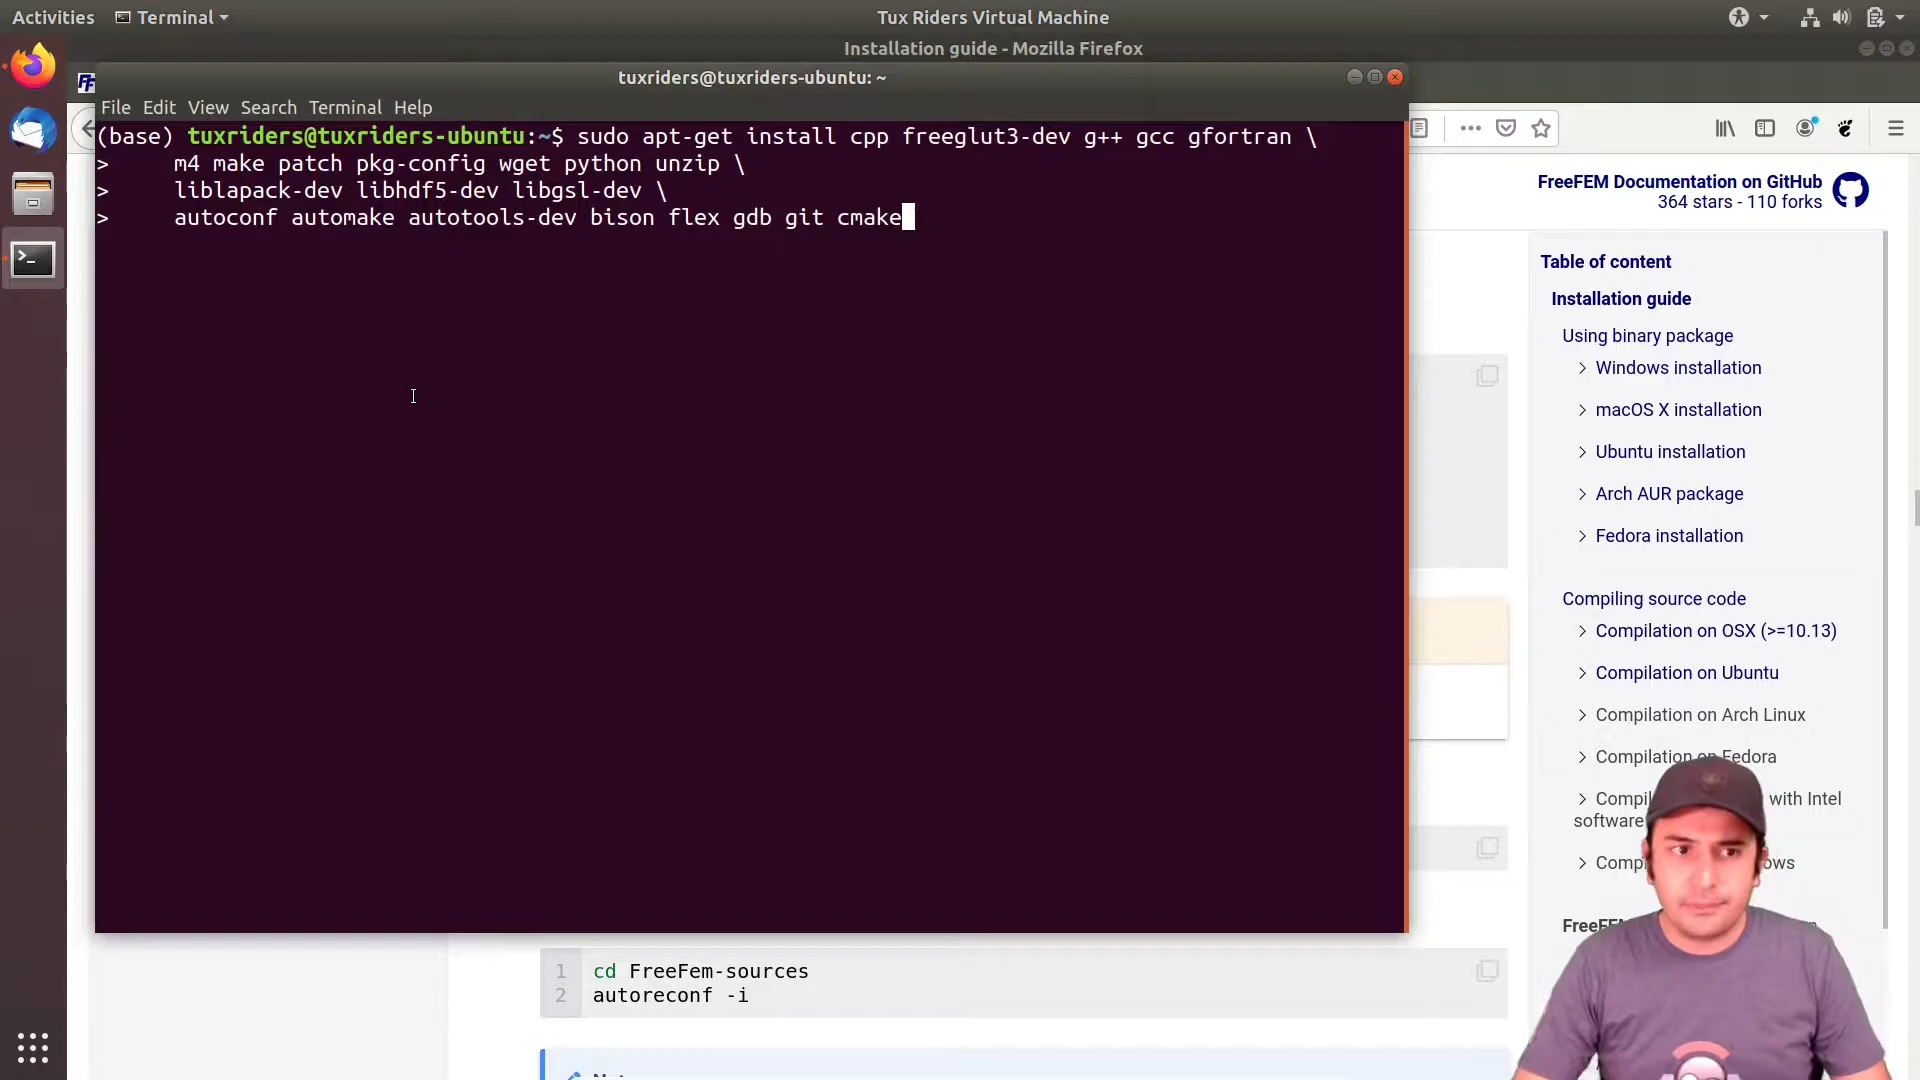 Activities Terminal
Tux Riders Virtual Machine
Installation guide - Mozilla Firefox
tuxriders@tuxriders-ubuntu: ~
File Edit View Search Terminal Help
(base) tuxriders@tuxriders-ubuntu:~$ sudo apt-get install cpp freeglut3-dev g++ gcc gfortran \
> m4 make patch pkg-config wget python unzip \
> liblapack-dev libhdf5-dev libgsl-dev \
> autoconf automake autotools-dev bison flex gdb git cmake
FreeFEM Documentation on GitHub
364 stars - 110 forks
Table of content
Installation guide
Using binary package
> Windows installation
> macOS X installation
> Ubuntu installation
> Arch AUR package
> Fedora installation
Compiling source code
> Compilation on OSX (>=10.13)
> Compilation on Ubuntu
> Compilation on Arch Linux
> Compilation on Fedora
> Compil with Intel
software
> Comp ows
FreeFEM
1 cd FreeFem-sources
2 autoreconf -i